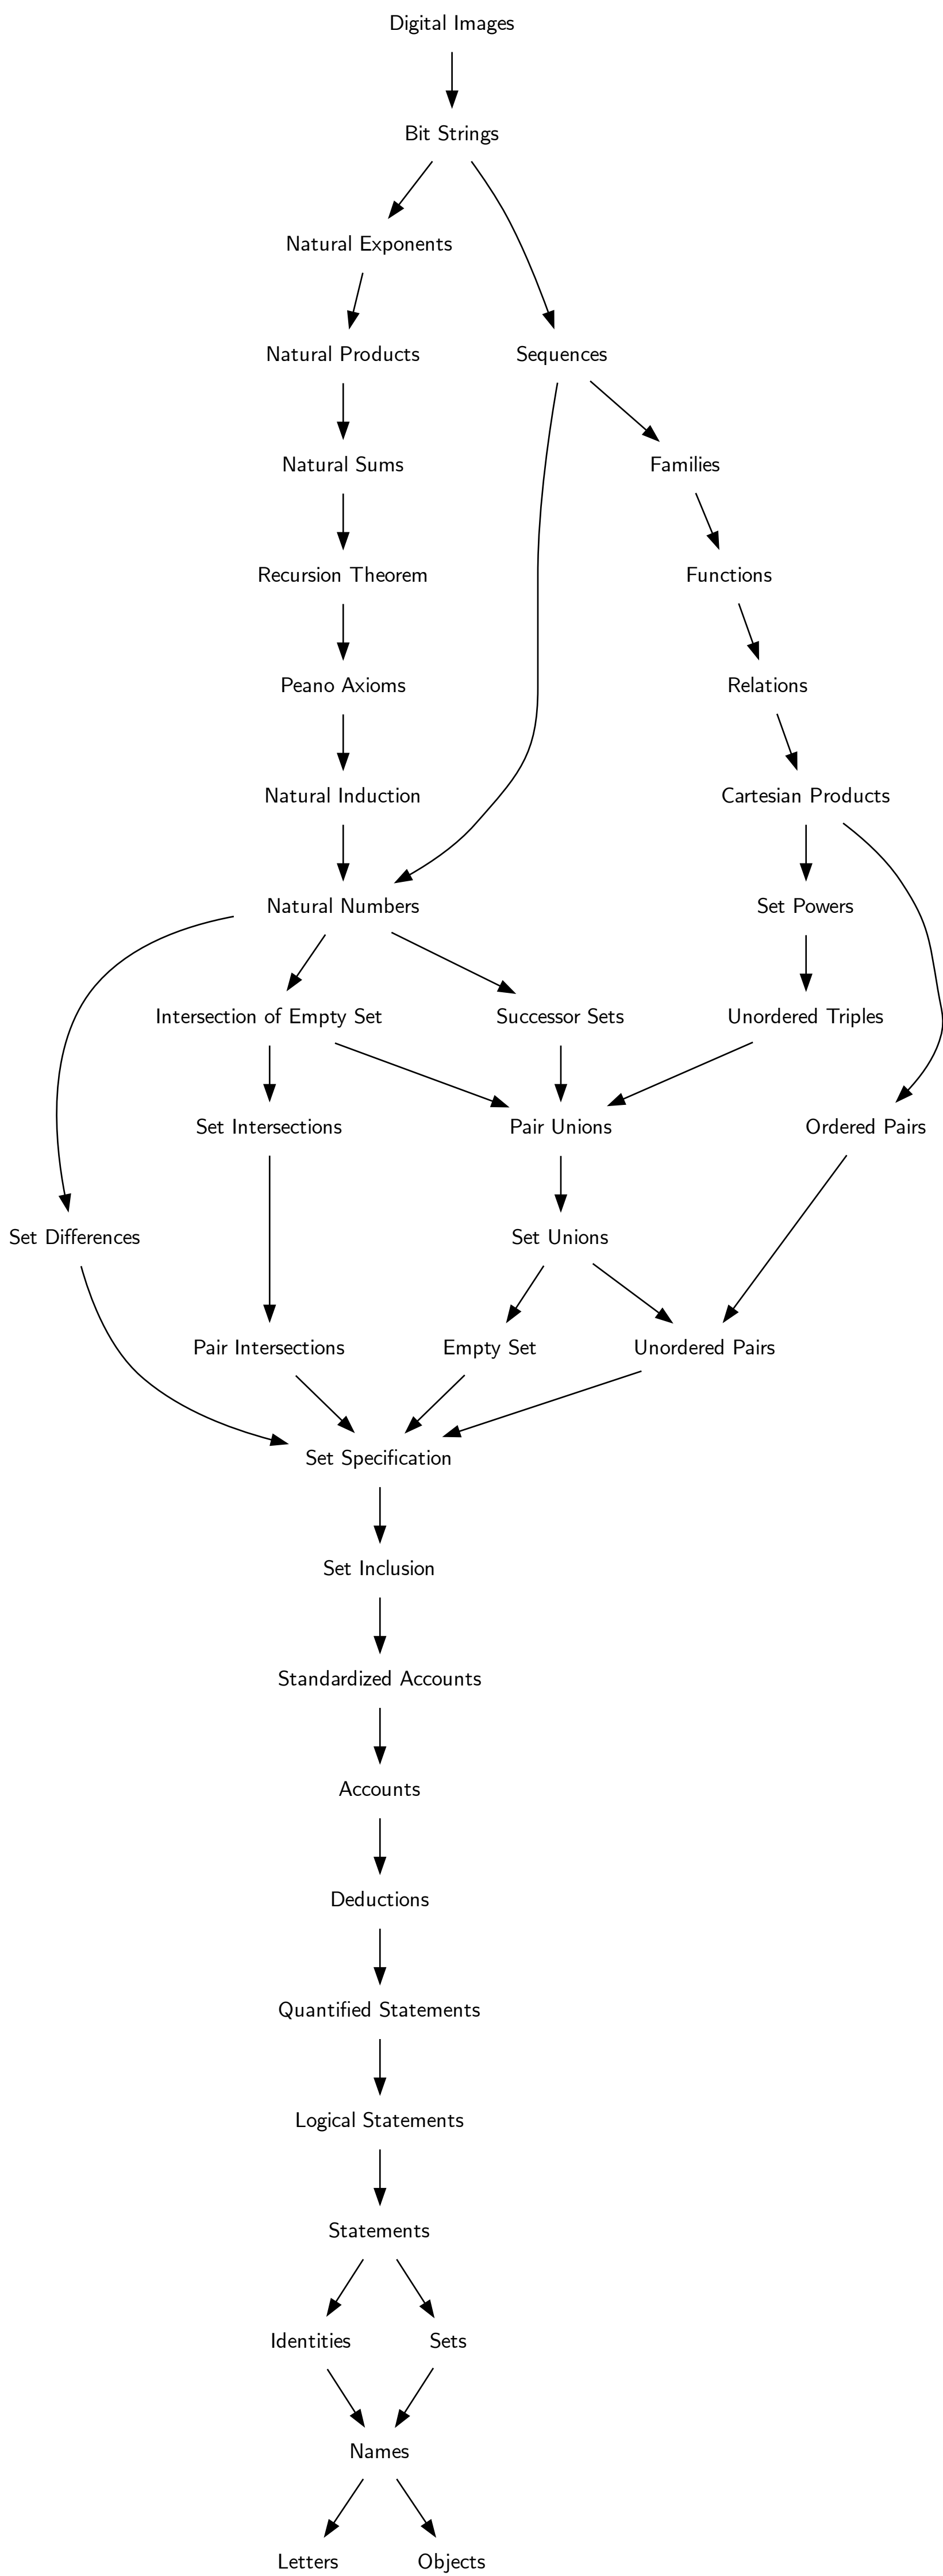 Digital Images
Bit Strings
Natural Exponents
Natural Products
Sequences
Natural Sums
Families
Recursion Theorem
Functions
Peano Axioms
Relations
Natural Induction
Cartesian Products
Natural Numbers
Set Powers
Intersection of Empty Set
Successor Sets
Unordered Triples
Set Intersections
Pair Unions
Ordered Pairs
Set Differences
Set Unions
Pair Intersections
Empty Set
Unordered Pairs
Set Specification
Set Inclusion
Standardized Accounts
Accounts
Deductions
Quantified Statements
Logical Statements
Statements
Identities
Sets
Names
Letters
Objects